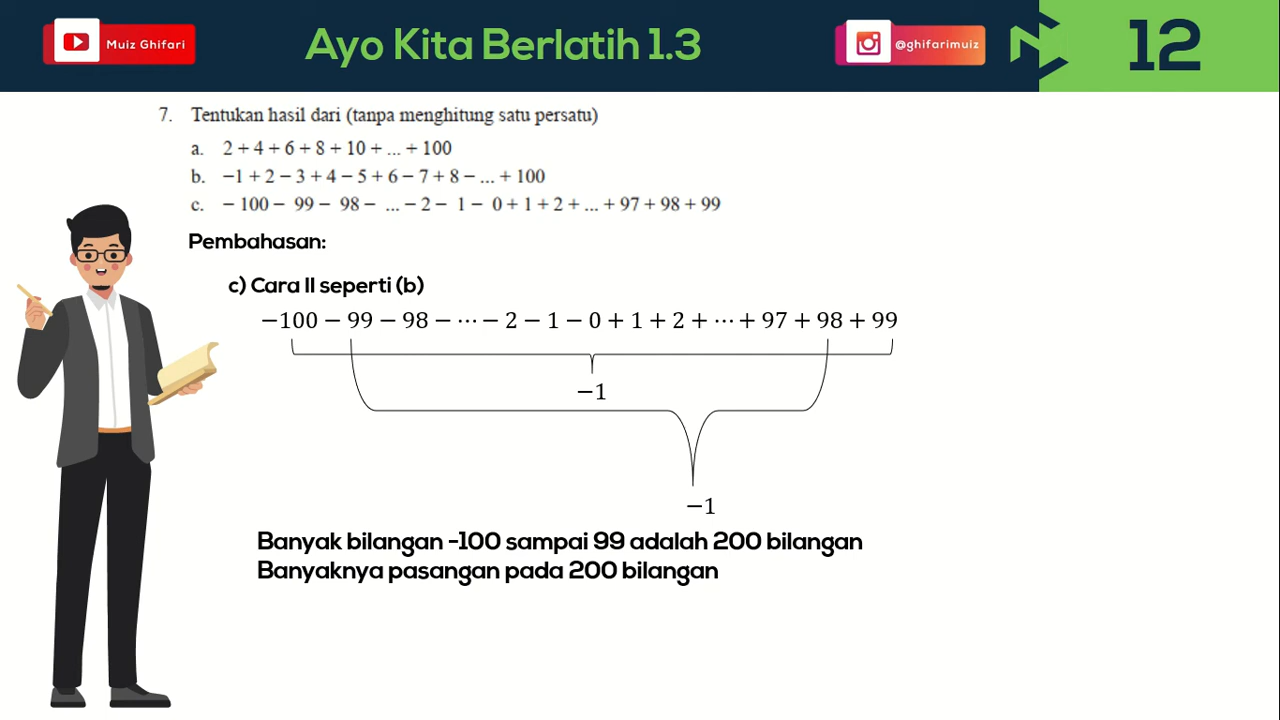 Muiz Ghifari
Ayo Kita Berlatih 1.3
@ghifarimuiz
12
7. Tentukan hasil dari (tanpa menghitung satu persatu)
a. 2 + 4 + 6 + 8 + 10 + ... + 100
b. −1 + 2 − 3 + 4 − 5 + 6 − 7 + 8 − ... + 100
c. − 100 − 99 − 98 − ... − 2 − 1 − 0 + 1 + 2 + ... + 97 + 98 + 99
Pembahasan:
c) Cara II seperti (b)
−100 − 99 − 98 − ⋯ − 2 − 1 − 0 + 1 + 2 + ⋯ + 97 + 98 + 99
−1
−1
Banyak bilangan -100 sampai 99 adalah 200 bilangan
Banyaknya pasangan pada 200 bilangan